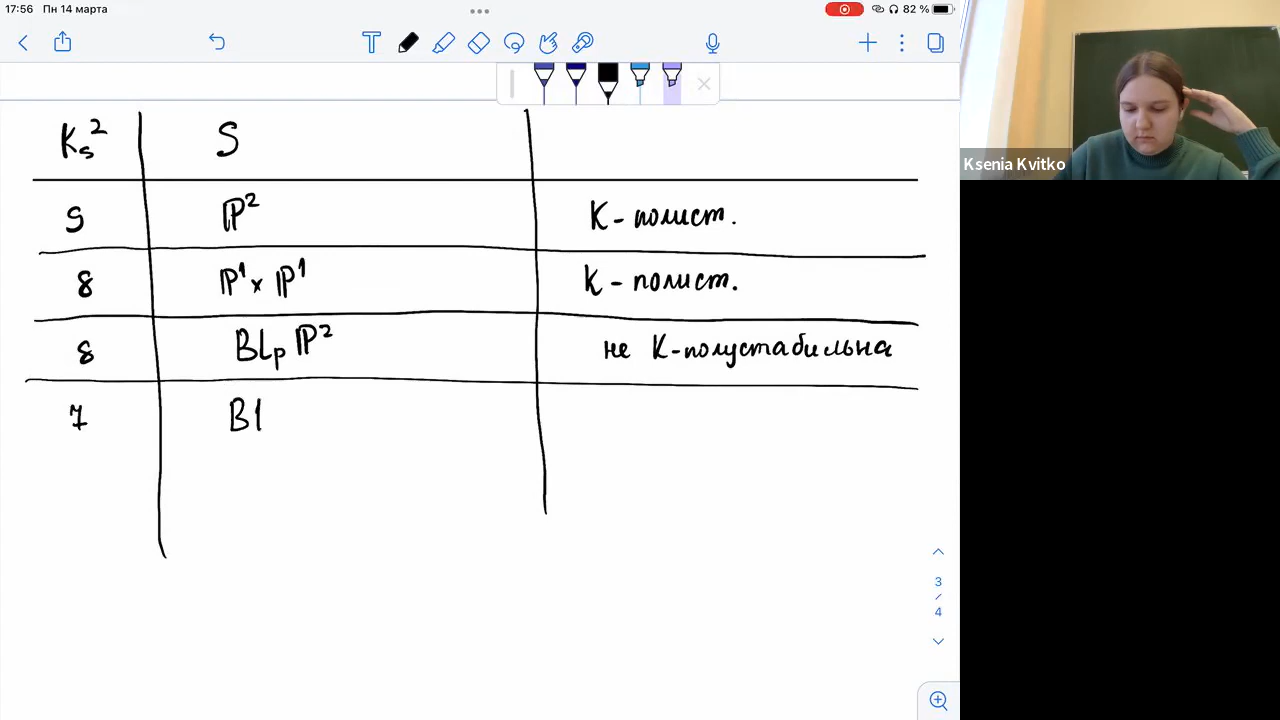 17:56 Пн 14 марта
82 %
K_s^2 S
9 ℙ^2 K-полист.
8 ℙ^1 × ℙ^1 K-полист.
8 Bl_p ℙ^2 не K-полустабильна
7 Bl
3
/
4
Ksenia Kvitko